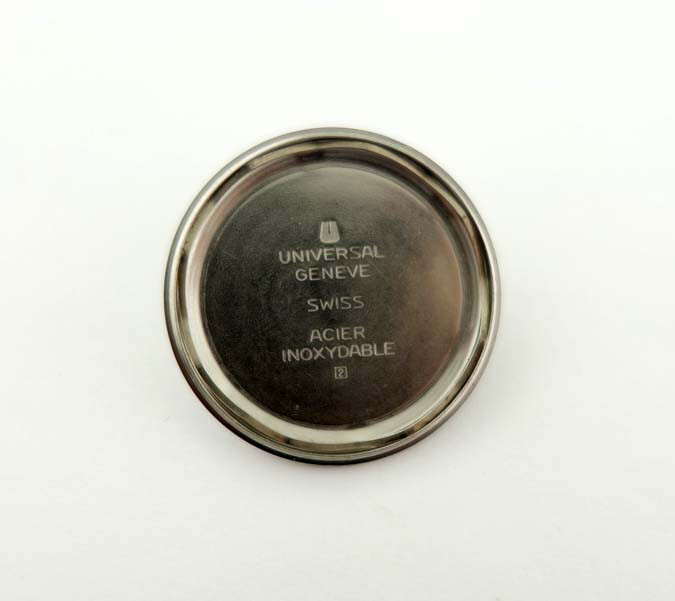 UNIVERSAL
GENEVE
SWISS
ACIER
INOXYDABLE
2